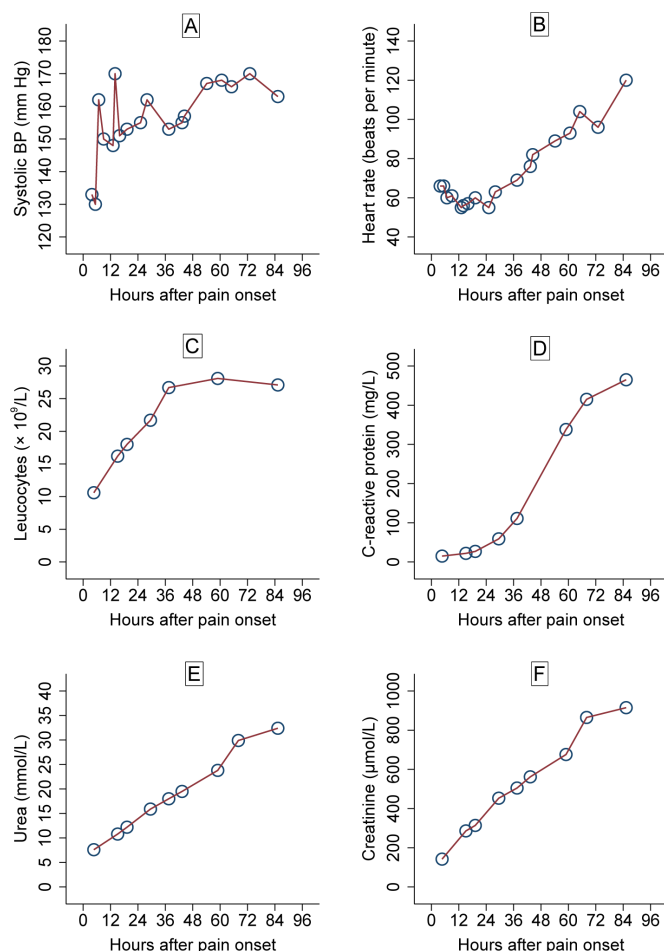 A
Systolic BP (mm Hg)
120 130 140 150 160 170 180
0 12 24 36 48 60 72 84 96
Hours after pain onset
B
Heart rate (beats per minute)
40 60 80 100 120 140
0 12 24 36 48 60 72 84 96
Hours after pain onset
C
Leucocytes (× 10⁹/L)
0 5 10 15 20 25 30
0 12 24 36 48 60 72 84 96
Hours after pain onset
D
C-reactive protein (mg/L)
0 100 200 300 400 500
0 12 24 36 48 60 72 84 96
Hours after pain onset
E
Urea (mmol/L)
0 5 10 15 20 25 30 35 40
0 12 24 36 48 60 72 84 96
Hours after pain onset
F
Creatinine (µmol/L)
0 200 400 600 800 1000
0 12 24 36 48 60 72 84 96
Hours after pain onset